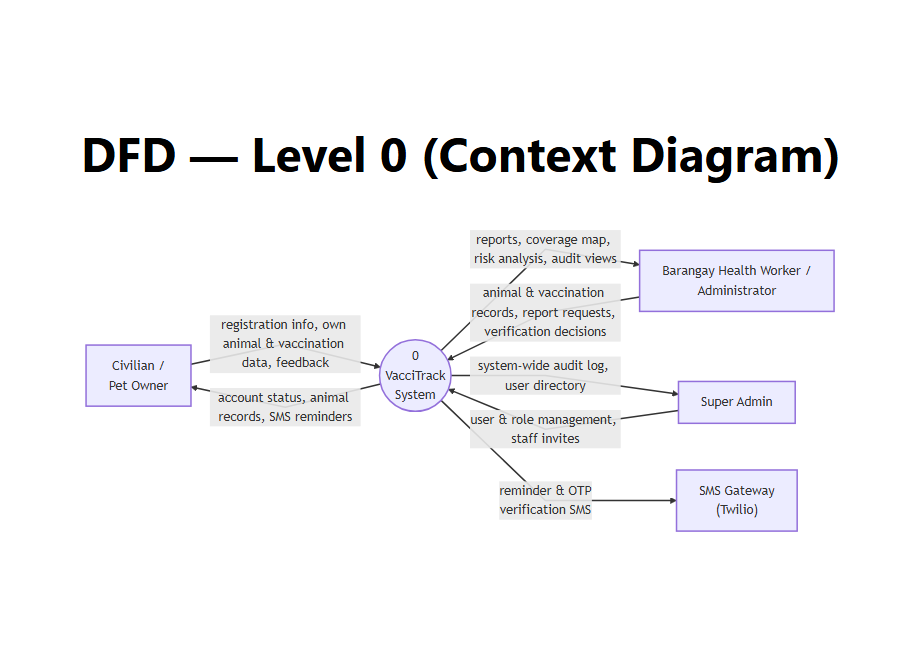 DFD — Level 0 (Context Diagram)
reports, coverage map,
risk analysis, audit views
Barangay Health Worker /
Administrator
animal & vaccination
records, report requests,
verification decisions
registration info, own
animal & vaccination
data, feedback
Civilian /
Pet Owner
0
VacciTrack
System
system-wide audit log,
user directory
Super Admin
account status, animal
records, SMS reminders
user & role management,
staff invites
reminder & OTP
verification SMS
SMS Gateway
(Twilio)